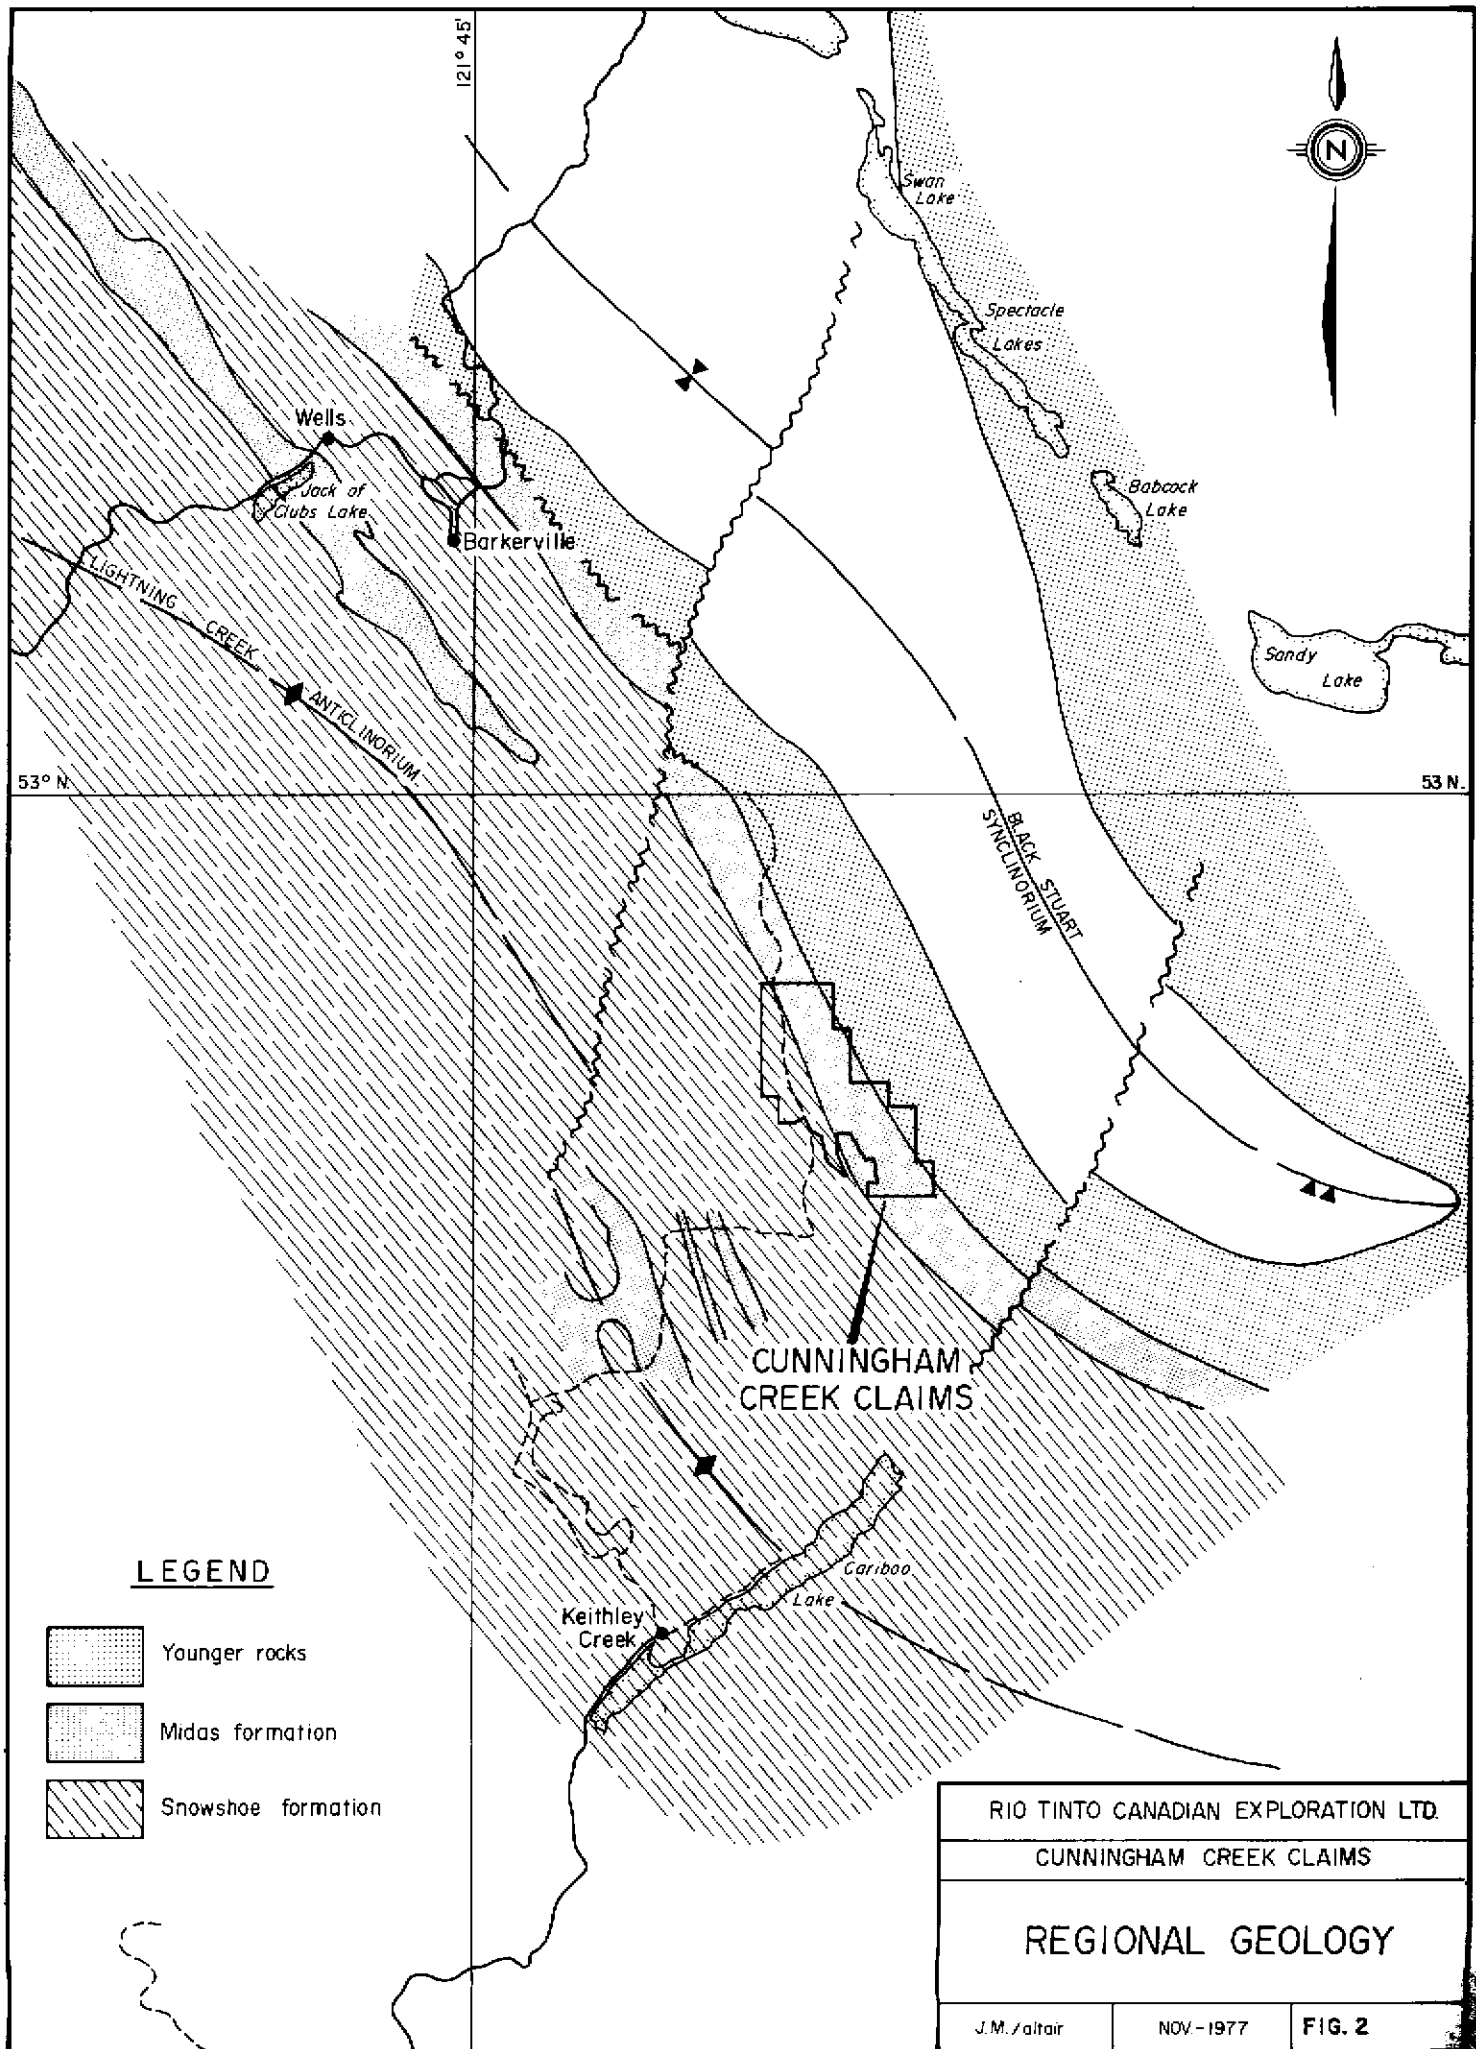 121° 45'
N
Swan
Lake
Spectacle
Lakes
Wells
Jack of
Clubs Lake
Babcock
Lake
Barkerville
LIGHTNING CREEK ANTICLINORIUM
Sandy
Lake
53° N.
53 N.
BLACK STUART
SYNCLINORIUM
CUNNINGHAM
CREEK CLAIMS
Cariboo
Lake
Keithley
Creek
LEGEND
Younger rocks
Midas formation
Snowshoe formation
RIO TINTO CANADIAN EXPLORATION LTD.
CUNNINGHAM CREEK CLAIMS
REGIONAL GEOLOGY
J.M./altair
NOV.-1977
FIG. 2